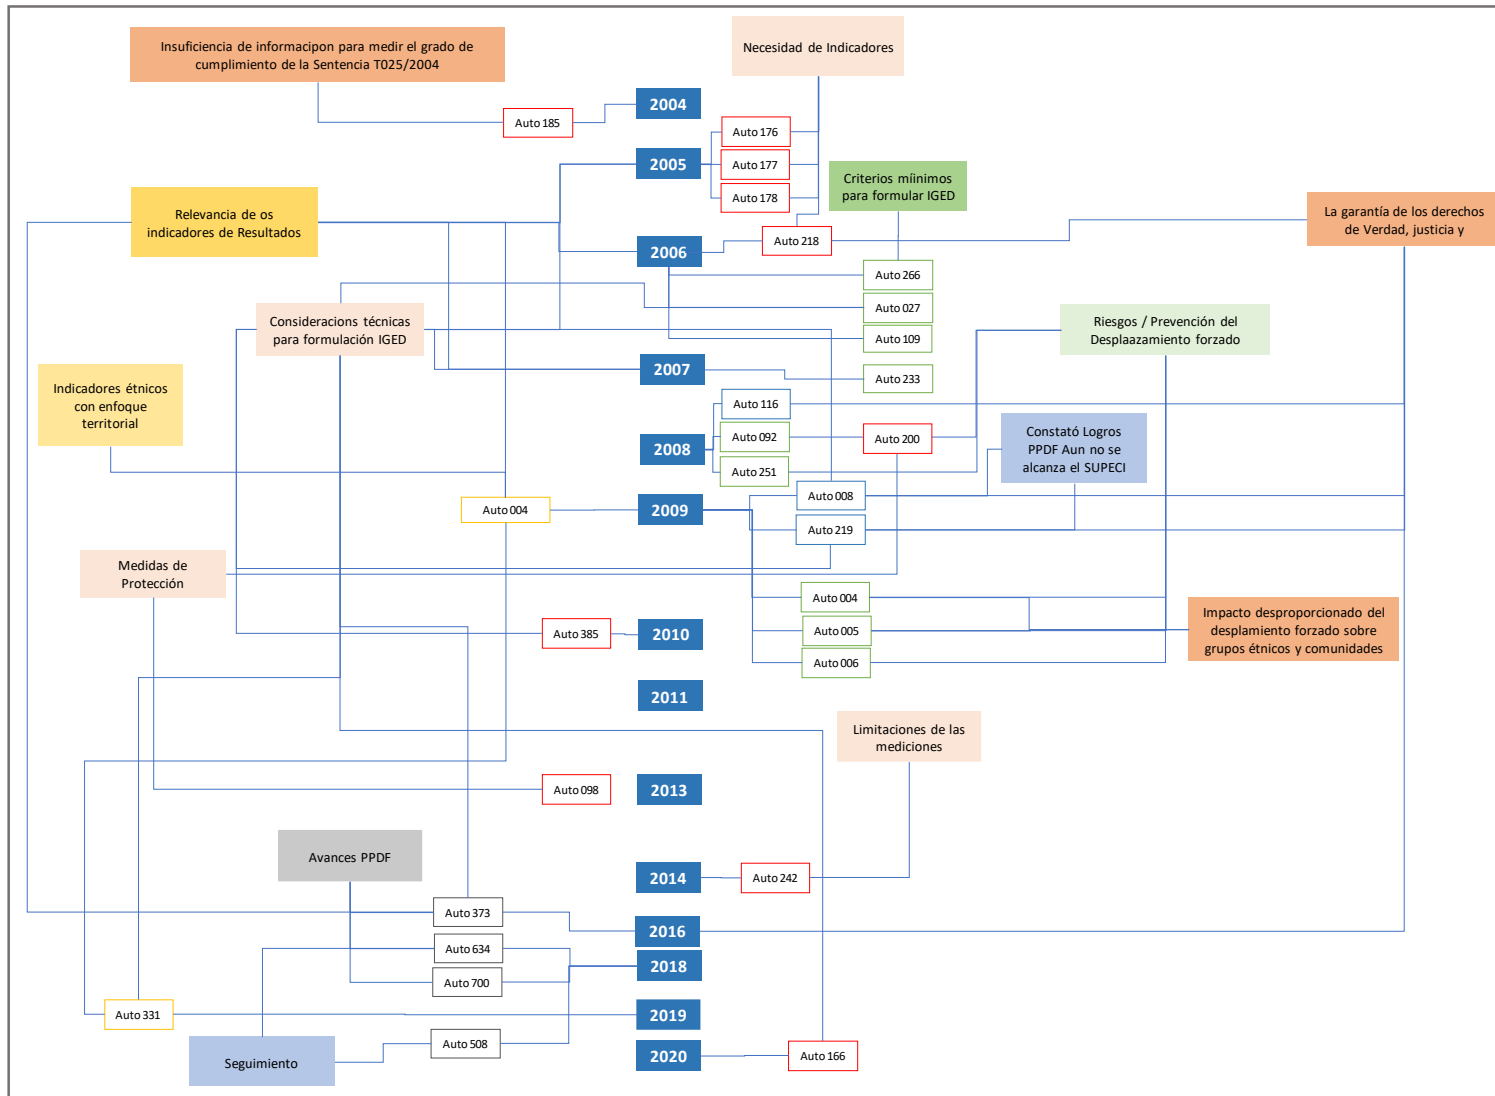 Insuficiencia de informacipon para medir el grado de
cumplimiento de la Sentencia T025/2004
Necesidad de Indicadores
2004
Auto 185
Auto 176
2005
Auto 177
Auto 178
Criterios míinimos
para formular IGED
Relevancia de os
indicadores de Resultados
La garantía de los derechos
de Verdad, justicia y
Auto 218
2006
Auto 266
Auto 027
Auto 109
Consideracions técnicas
para formulación IGED
Riesgos / Prevención del
Desplaazamiento forzado
2007
Auto 233
Indicadores étnicos
con enfoque
territorial
Auto 116
Auto 092
Auto 200
2008
Auto 251
Constató Logros
PPDF Aun no se
alcanza el SUPECI
Auto 008
Auto 004
2009
Auto 219
Medidas de
Protección
Auto 004
Auto 005
Auto 006
Impacto desproporcionado del
desplamiento forzado sobre
grupos étnicos y comunidades
Auto 385
2010
2011
Limitaciones de las
mediciones
Auto 098
2013
Avances PPDF
2014
Auto 242
Auto 373
2016
Auto 634
2018
Auto 700
Auto 331
2019
Auto 508
Seguimiento
2020
Auto 166